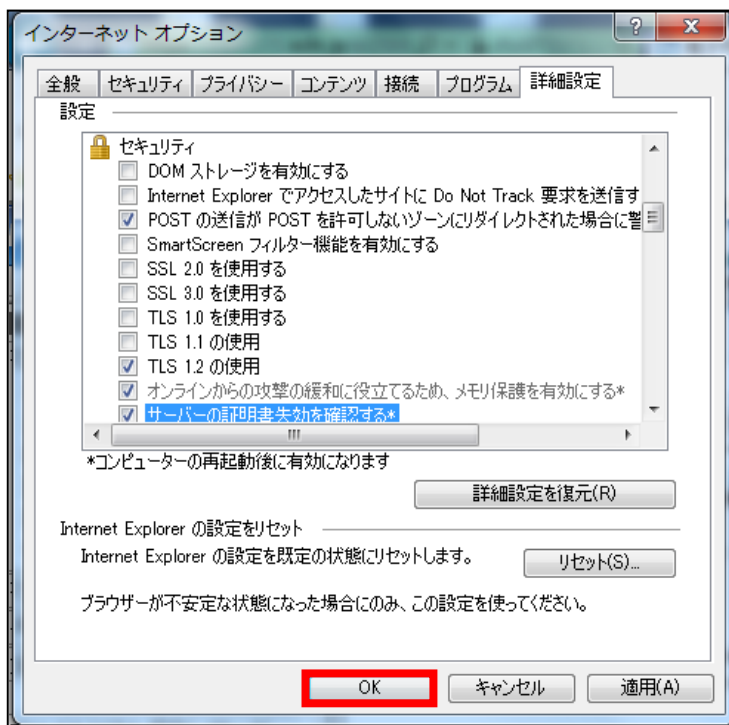 インターネット オプション
全般 セキュリティ プライバシー コンテンツ 接続 プログラム 詳細設定
設定
セキュリティ
DOM ストレージを有効にする
Internet Explorer でアクセスしたサイトに Do Not Track 要求を送信す
POST の送信が POST を許可しないゾーンにリダイレクトされた場合に警
SmartScreen フィルター機能を有効にする
SSL 2.0 を使用する
SSL 3.0 を使用する
TLS 1.0 を使用する
TLS 1.1 の使用
TLS 1.2 の使用
オンラインからの攻撃の緩和に役立てるため、メモリ保護を有効にする*
サーバーの証明書失効を確認する*
*コンピューターの再起動後に有効になります
詳細設定を復元(R)
Internet Explorer の設定をリセット
Internet Explorer の設定を既定の状態にリセットします。
リセット(S)...
ブラウザーが不安定な状態になった場合にのみ、この設定を使ってください。
OK キャンセル 適用(A)